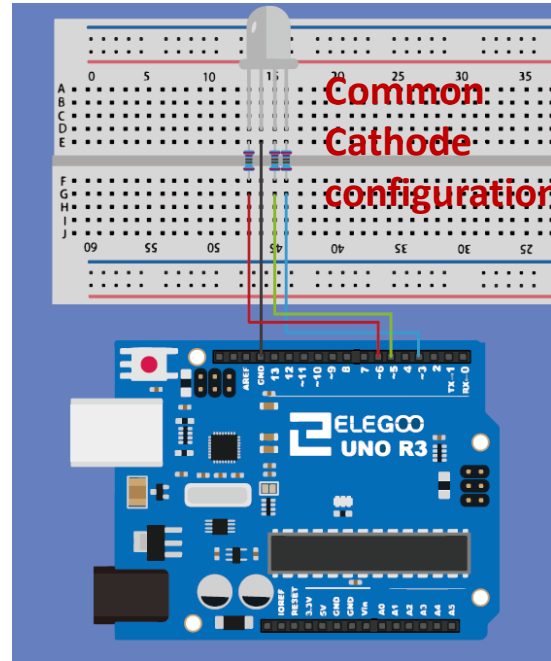 0 5 10 15 20 25 30 35
A
B
C
D
E
Common
Cathode
configuration
F
G
H
I
J
60 55 50 45 40 35 30 25
AREF
GND
13
12
~11
~10
~9
8
7
~6
~5
4
~3
2
TX→1
RX←0
ELEGOO
UNO R3
IOREF
RESET
3.3V
5V
GND
GND
Vin
A0
A1
A2
A3
A4
A5